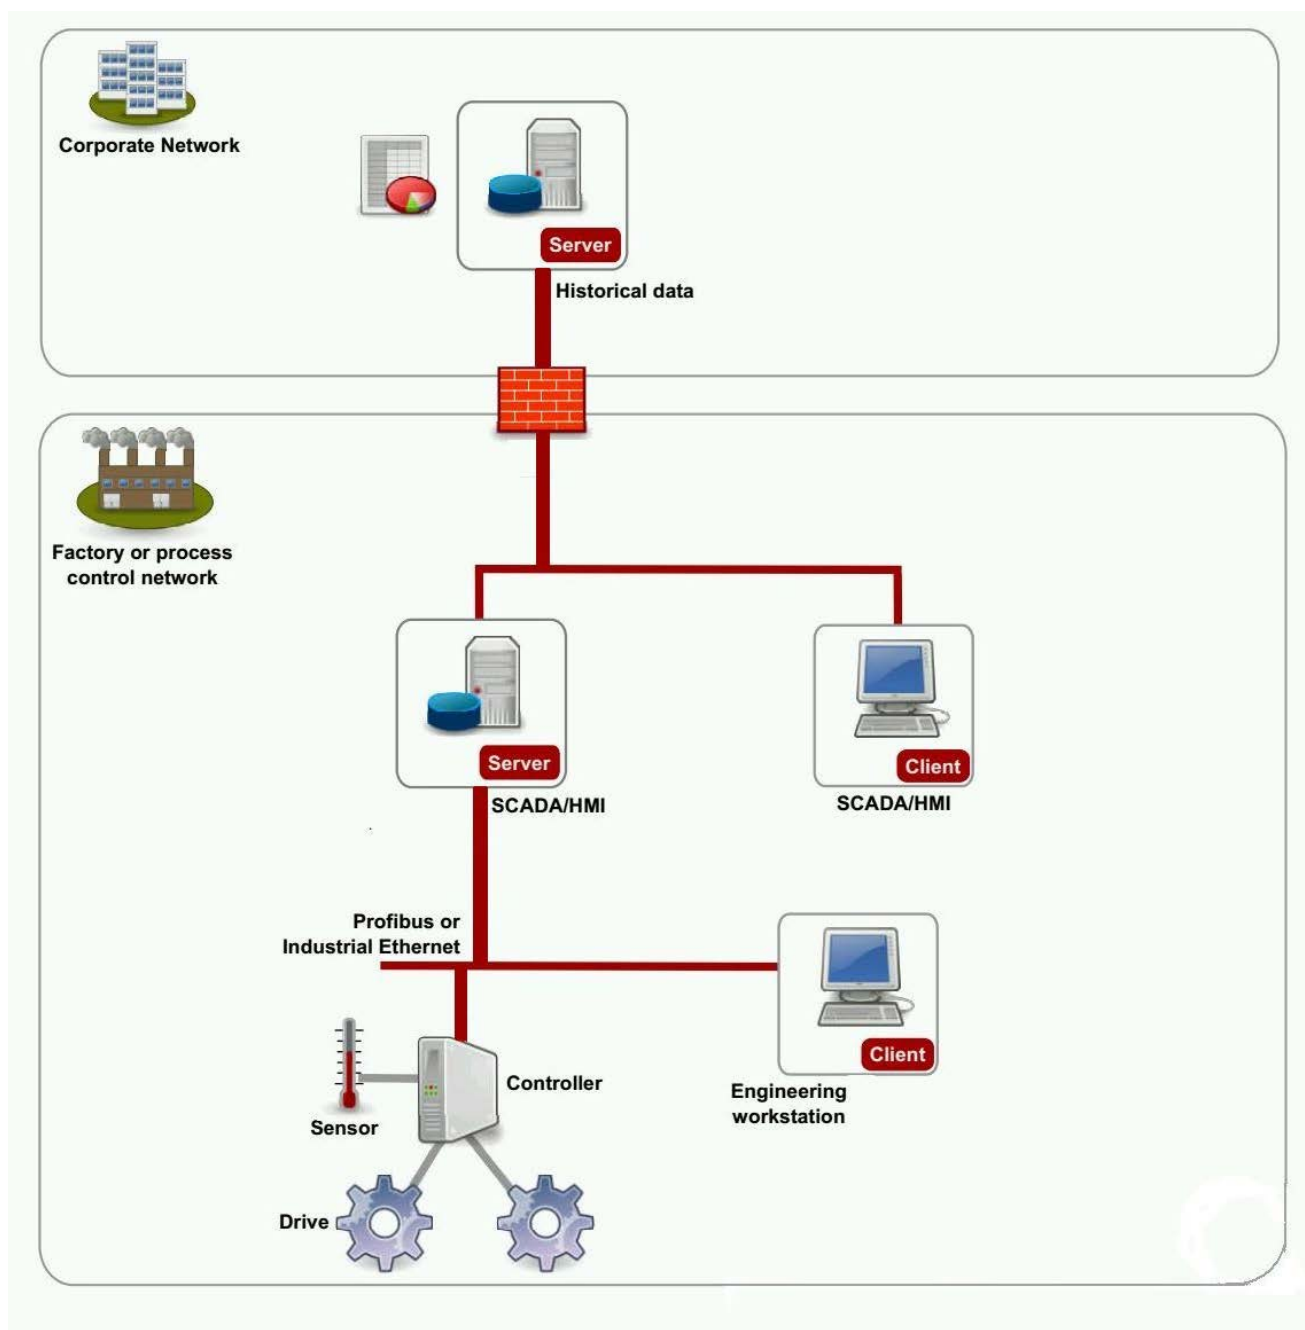 Corporate Network
Server
Historical data
Factory or process
control network
Server
SCADA/HMI
Client
SCADA/HMI
Profibus or
Industrial Ethernet
Client
Engineering
workstation
Controller
Sensor
Drive